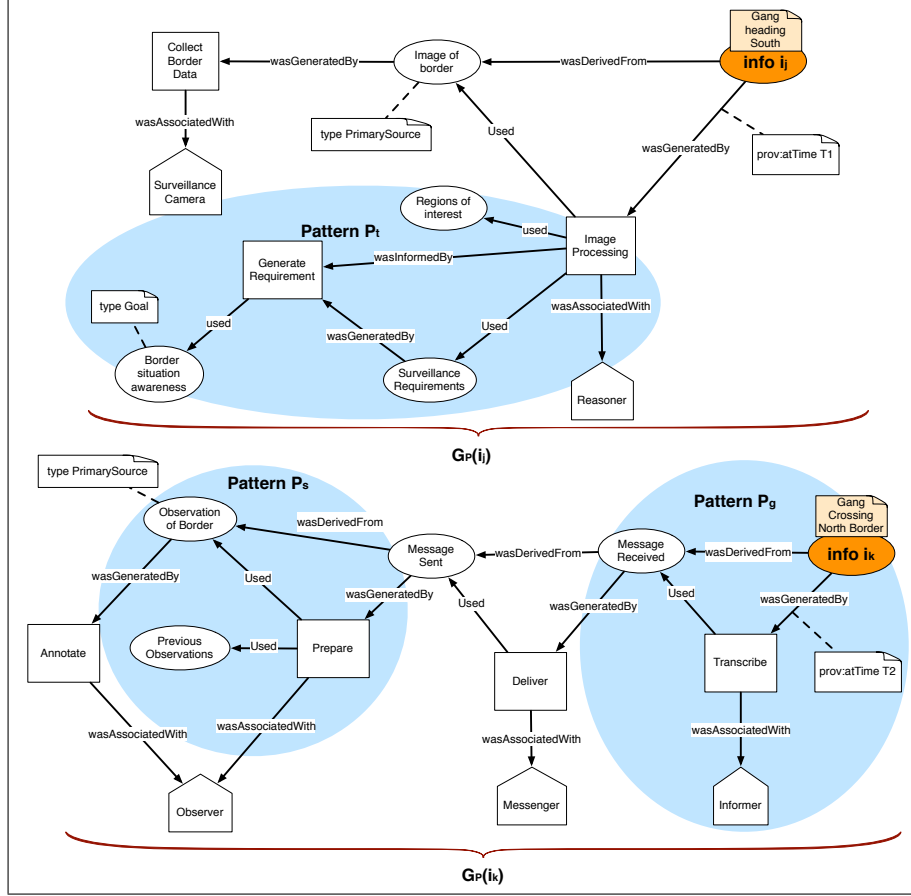 Gang
heading
South
info ij
Collect
Border
Data
wasGeneratedBy
Image of
border
wasDerivedFrom
wasAssociatedWith
type PrimarySource
Used
wasGeneratedBy
prov:atTime T1
Surveillance
Camera
Regions of
interest
Pattern Pt
used
Image
Processing
Generate
Requirement
wasInformedBy
type Goal
used
wasGeneratedBy
Used
wasAssociatedWith
Border
situation
awareness
Surveillance
Requirements
Reasoner
GP(ij)
type PrimarySource
Pattern Ps
Pattern Pg
Gang
Crossing
North Border
Observation
of Border
wasDerivedFrom
Message
Sent
wasDerivedFrom
Message
Received
wasDerivedFrom
info ik
wasGeneratedBy
Used
wasGeneratedBy
Used
wasGeneratedBy
Used
wasGeneratedBy
Annotate
Previous
Observations
Used
Prepare
Deliver
Transcribe
prov:atTime T2
wasAssociatedWith
wasAssociatedWith
wasAssociatedWith
wasAssociatedWith
Observer
Messenger
Informer
GP(ik)